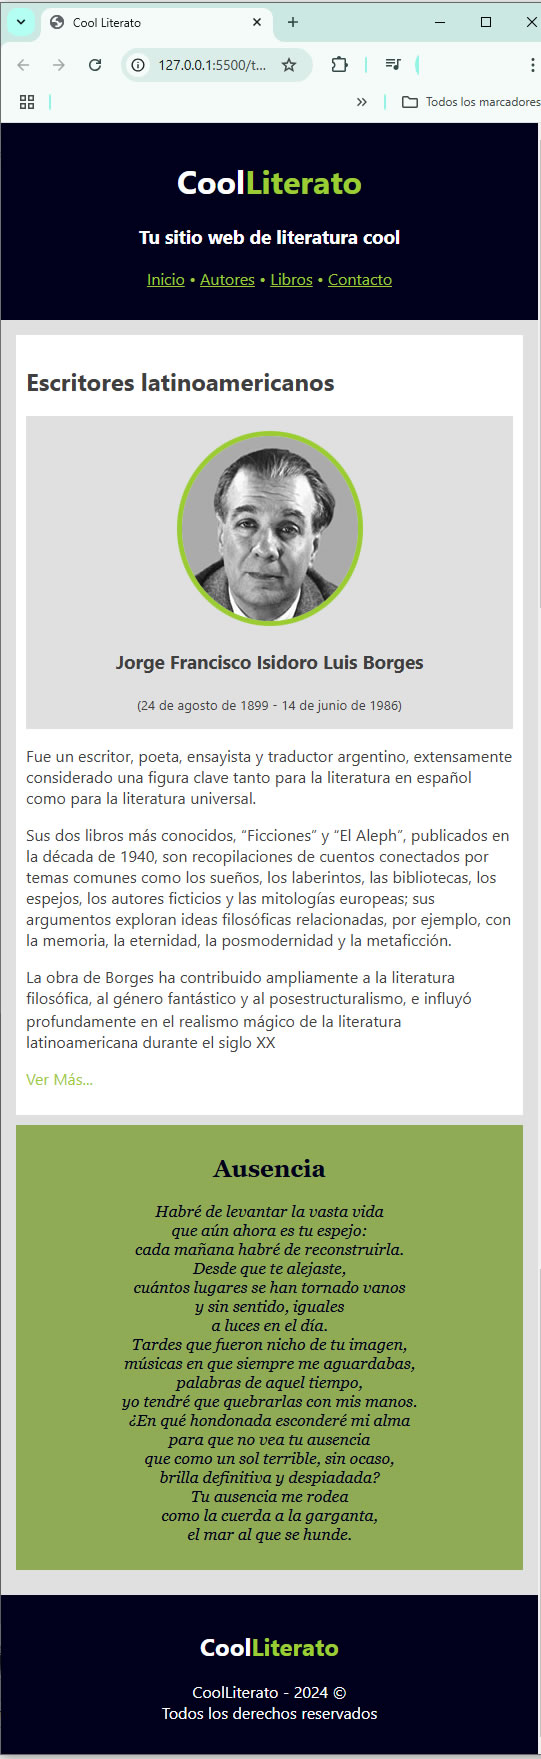 Cool Literato
127.0.0.1:5500/t...
Todos los marcadores
CoolLiterato
Tu sitio web de literatura cool
Inicio • Autores • Libros • Contacto
Escritores latinoamericanos
Jorge Francisco Isidoro Luis Borges
(24 de agosto de 1899 - 14 de junio de 1986)
Fue un escritor, poeta, ensayista y traductor argentino, extensamente
considerado una figura clave tanto para la literatura en español
como para la literatura universal.
Sus dos libros más conocidos, “Ficciones” y “El Aleph”, publicados en
la década de 1940, son recopilaciones de cuentos conectados por
temas comunes como los sueños, los laberintos, las bibliotecas, los
espejos, los autores ficticios y las mitologías europeas; sus
argumentos exploran ideas filosóficas relacionadas, por ejemplo, con
la memoria, la eternidad, la posmodernidad y la metaficción.
La obra de Borges ha contribuido ampliamente a la literatura
filosófica, al género fantástico y al posestructuralismo, e influyó
profundamente en el realismo mágico de la literatura
latinoamericana durante el siglo XX
Ver Más...
Ausencia
Habré de levantar la vasta vida
que aún ahora es tu espejo:
cada mañana habré de reconstruirla.
Desde que te alejaste,
cuántos lugares se han tornado vanos
y sin sentido, iguales
a luces en el día.
Tardes que fueron nicho de tu imagen,
músicas en que siempre me aguardabas,
palabras de aquel tiempo,
yo tendré que quebrarlas con mis manos.
¿En qué hondonada esconderé mi alma
para que no vea tu ausencia
que como un sol terrible, sin ocaso,
brilla definitiva y despiadada?
Tu ausencia me rodea
como la cuerda a la garganta,
el mar al que se hunde.
CoolLiterato
CoolLiterato - 2024 ©
Todos los derechos reservados